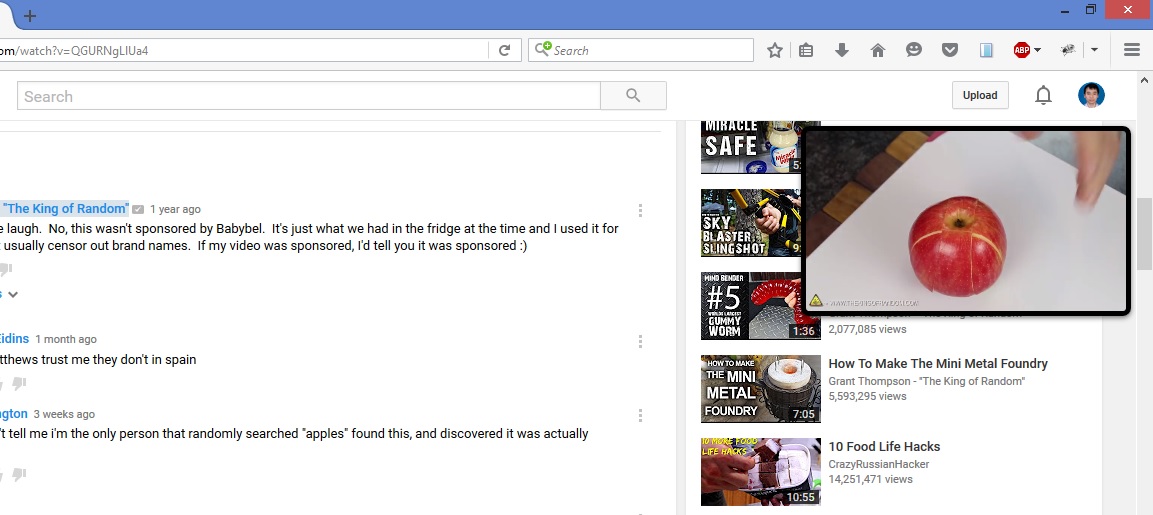 om/watch?v=QGURNgLIUa4
Search
ABP
Search
Upload
"The King of Random" 1 year ago
e laugh. No, this wasn't sponsored by Babybel. It's just what we had in the fridge at the time and I used it for
usually censor out brand names. If my video was sponsored, I'd tell you it was sponsored :)
Eidins 1 month ago
tthews trust me they don't in spain
ngton 3 weeks ago
't tell me i'm the only person that randomly searched "apples" found this, and discovered it was actually
MIRACLE
SAFE
5:
SKY
BLASTER
SLINGSHOT
9:
MIND BENDER
#5
WORLDS LARGEST
GUMMY
WORM
1:36
WWW.THEKINGOFRANDOM.COM
2,077,085 views
HOW TO MAKE
THE MINI
METAL
FOUNDRY
7:05
How To Make The Mini Metal Foundry
Grant Thompson - "The King of Random"
5,593,295 views
10 MORE FOOD
LIFE HACKS
10:55
10 Food Life Hacks
CrazyRussianHacker
14,251,471 views